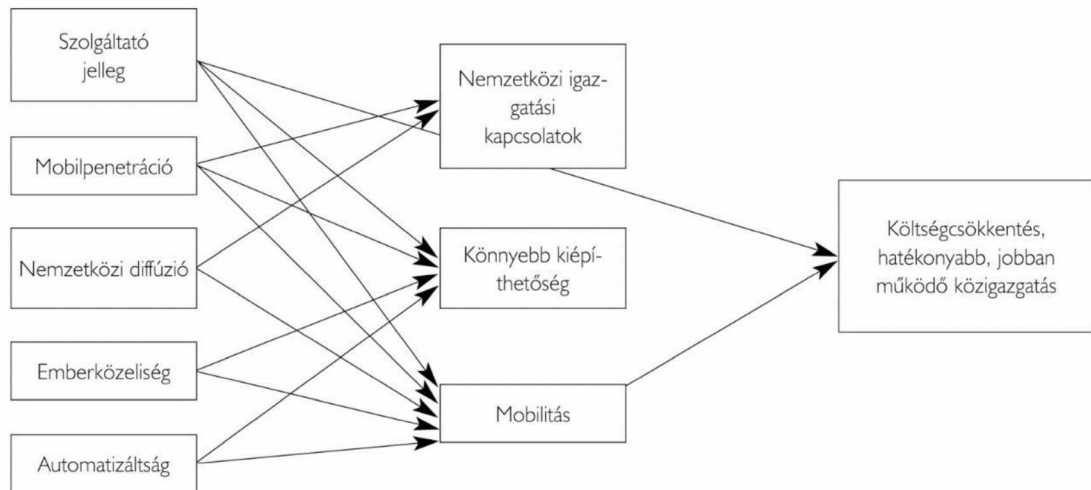 Szolgáltató
jelleg
Mobilpenetráció
Nemzetközi diffúzió
Emberközeliség
Automatizáltság
Nemzetközi igaz-
gatási
kapcsolatok
Könnyebb kiépí-
thetőség
Mobilitás
Költségcsökkentés,
hatékonyabb, jobban
működő közigazgatás